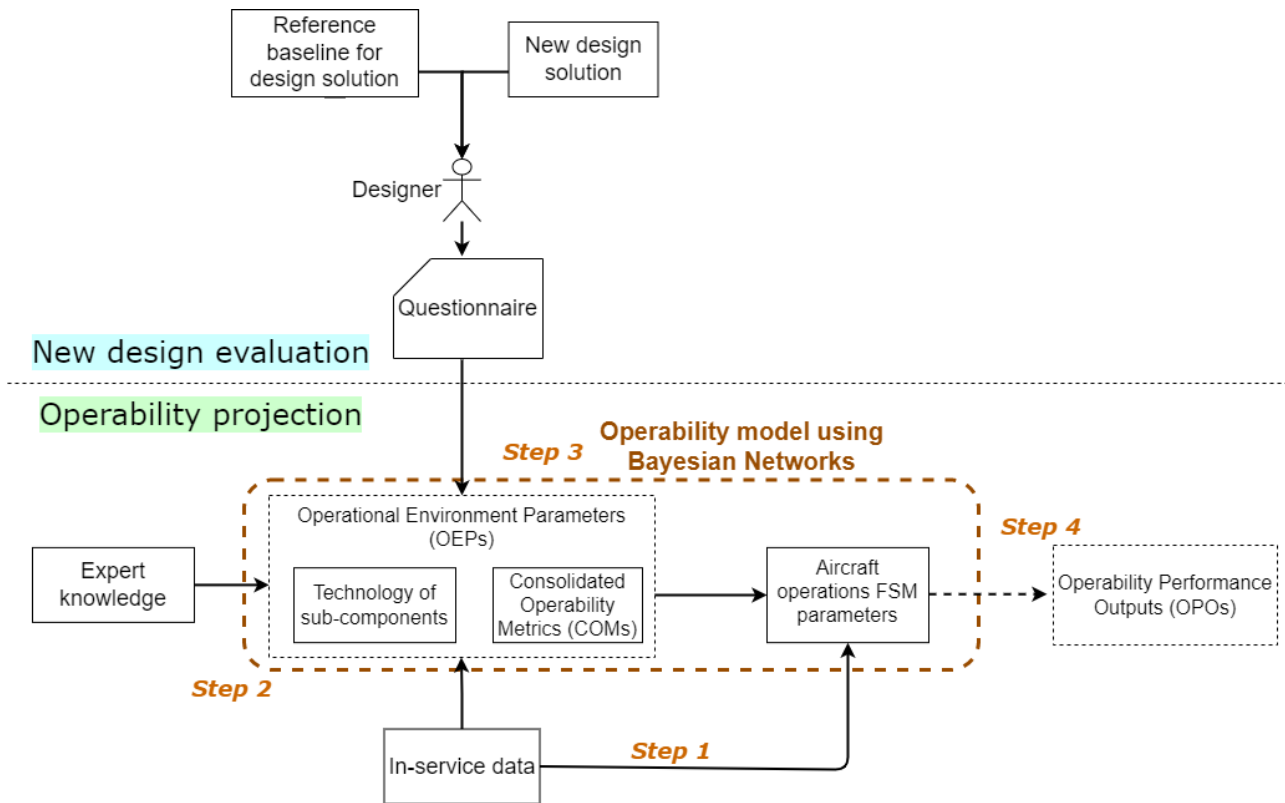 Reference
baseline for
design solution
New design
solution
Designer
Questionnaire
New design evaluation
Operability projection
Step 3
Operability model using
Bayesian Networks
Operational Environment Parameters
(OEPs)
Step 4
Expert
knowledge
Technology of
sub-components
Consolidated
Operability
Metrics (COMs)
Aircraft
operations FSM
parameters
Operability Performance
Outputs (OPOs)
Step 2
Step 1
In-service data